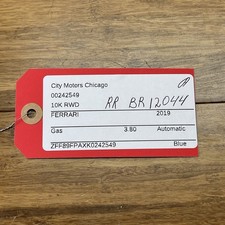 City Motors Chicago
00242549
10K RWD
RR BR12044
FERRARI 2019
Gas 3.80 Automatic
ZFF89FPAXK0242549
Blue